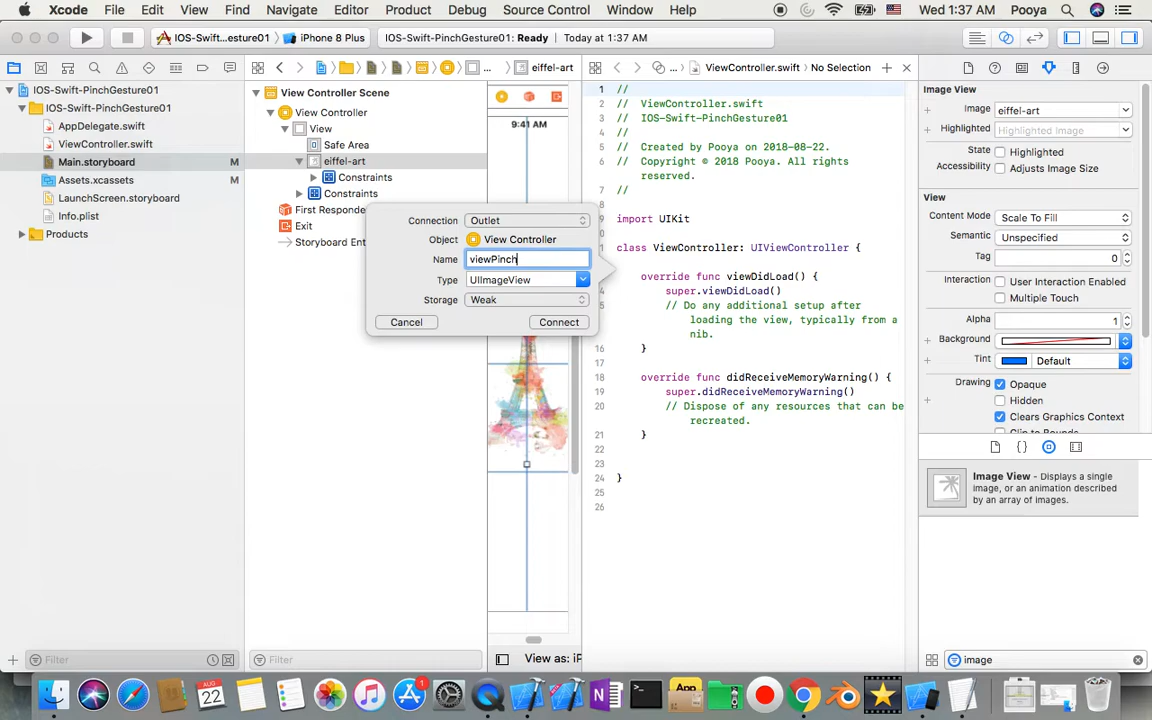 Xcode File Edit View Find Navigate Editor Product Debug Source Control Window Help Wed 1:37 AM Pooya
IOS-Swift...esture01 iPhone 8 Plus IOS-Swift-PinchGesture01: Ready Today at 1:37 AM
... eiffel-art ... ViewController.swift No Selection
IOS-Swift-PinchGesture01
IOS-Swift-PinchGesture01
AppDelegate.swift
ViewController.swift
Main.storyboard M
Assets.xcassets M
LaunchScreen.storyboard
Info.plist
Products
Filter
View Controller Scene
View Controller
View
Safe Area
eiffel-art
Constraints
Constraints
First Responde
Exit
Storyboard Ent
Filter
9:41 AM
View as: iP
Connection Outlet
Object View Controller
Name viewPinch
Type UIImageView
Storage Weak
Cancel Connect
1 //
2 // ViewController.swift
3 // IOS-Swift-PinchGesture01
4 //
5 // Created by Pooya on 2018-08-22.
6 // Copyright © 2018 Pooya. All rights
reserved.
7 //
import UIKit
class ViewController: UIViewController {
override func viewDidLoad() {
super.viewDidLoad()
// Do any additional setup after
loading the view, typically from a
nib.
16 }
17
18 override func didReceiveMemoryWarning() {
19 super.didReceiveMemoryWarning()
20 // Dispose of any resources that can be
recreated.
21 }
22
23
24 }
25
26
Image View
Image eiffel-art
Highlighted Highlighted Image
State Highlighted
Accessibility Adjusts Image Size
View
Content Mode Scale To Fill
Semantic Unspecified
Tag 0
Interaction User Interaction Enabled
Multiple Touch
Alpha 1
Background
Tint Default
Drawing Opaque
Hidden
Clears Graphics Context
Image View - Displays a single
image, or an animation described
by an array of images.
image
AUG
22
1
App